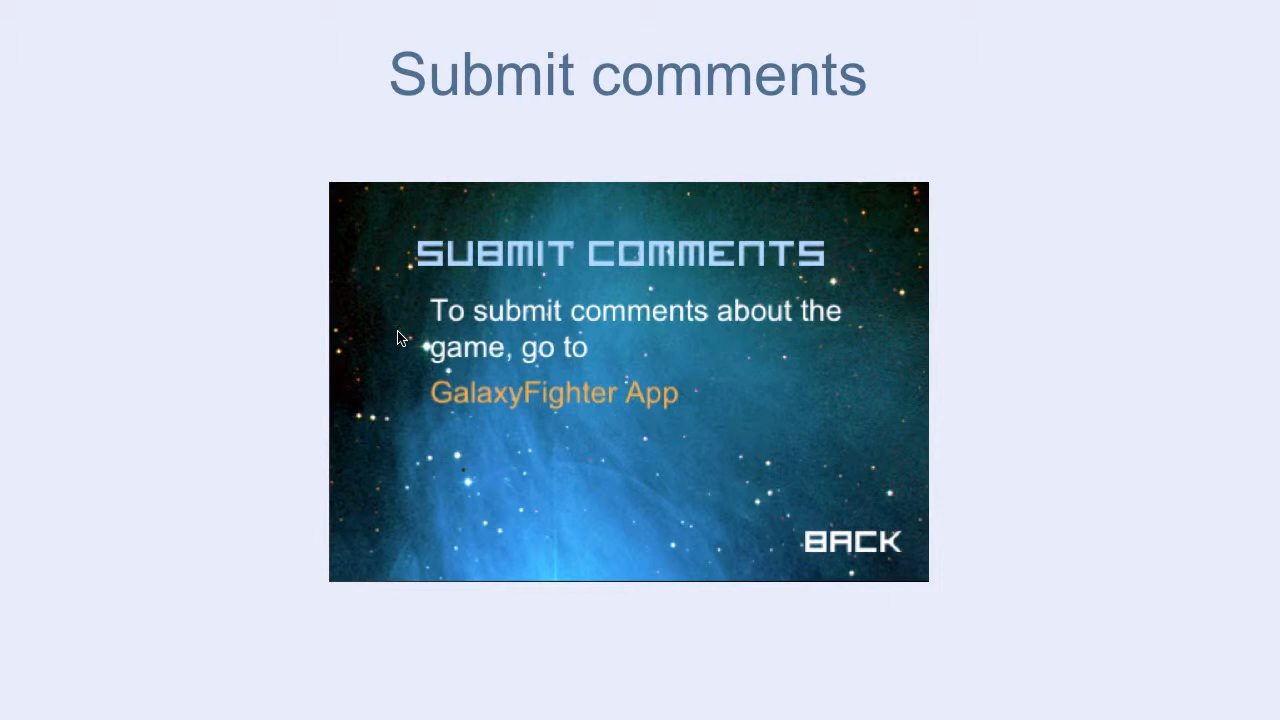 Submit comments
SUBMIT COMMENTS
To submit comments about the
game, go to
GalaxyFighter App
BACK